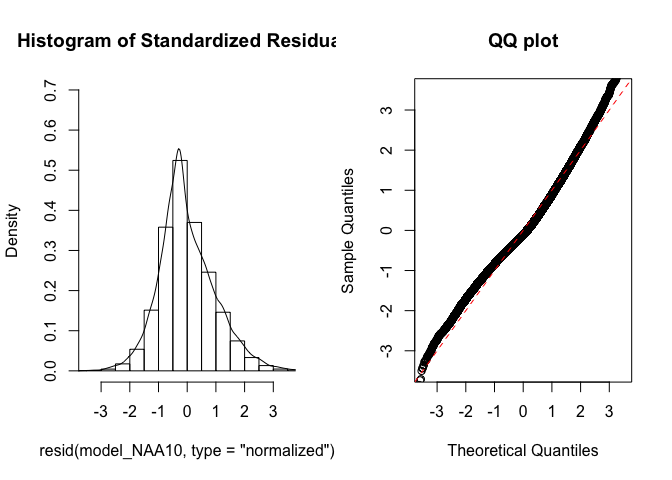 Histogram of Standardized Residua
QQ plot
Density
0.0 0.1 0.2 0.3 0.4 0.5 0.6 0.7
-3 -2 -1 0 1 2 3
resid(model_NAA10, type = "normalized")
Sample Quantiles
-3 -2 -1 0 1 2 3
-3 -2 -1 0 1 2 3
Theoretical Quantiles